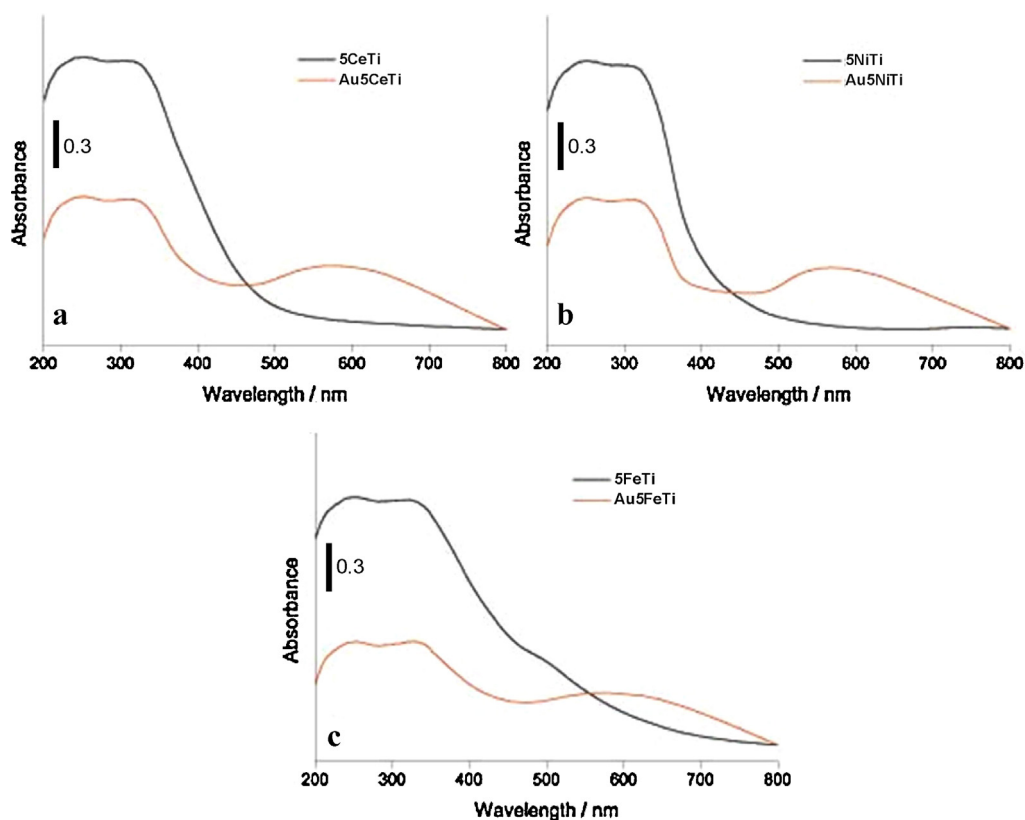 5CeTi
Au5CeTi
0.3
Absorbance
a
200 300 400 500 600 700 800
Wavelength / nm
5NiTi
Au5NiTi
0.3
Absorbance
b
200 300 400 500 600 700 800
Wavelength / nm
5FeTi
Au5FeTi
0.3
Absorbance
c
200 300 400 500 600 700 800
Wavelength / nm